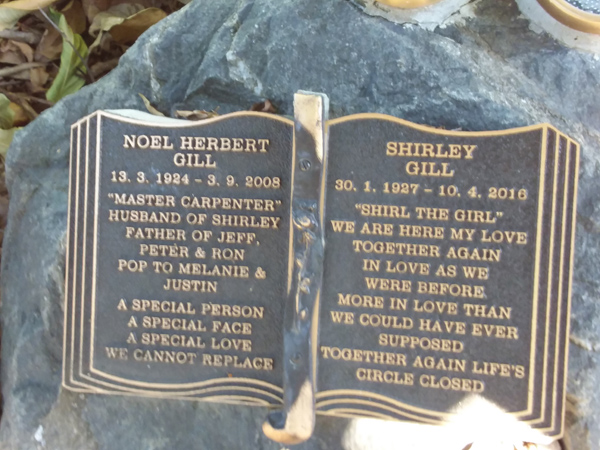 NOEL HERBERT
GILL
13. 3. 1924 - 3. 9. 2008
"MASTER CARPENTER"
HUSBAND OF SHIRLEY
FATHER OF JEFF,
PETER & RON
POP TO MELANIE &
JUSTIN
A SPECIAL PERSON
A SPECIAL FACE
A SPECIAL LOVE
WE CANNOT REPLACE
SHIRLEY
GILL
30. 1. 1927 - 10. 4. 2016
"SHIRL THE GIRL"
WE ARE HERE MY LOVE
TOGETHER AGAIN
IN LOVE AS WE
WERE BEFORE
MORE IN LOVE THAN
WE COULD HAVE EVER
SUPPOSED
TOGETHER AGAIN LIFE'S
CIRCLE CLOSED